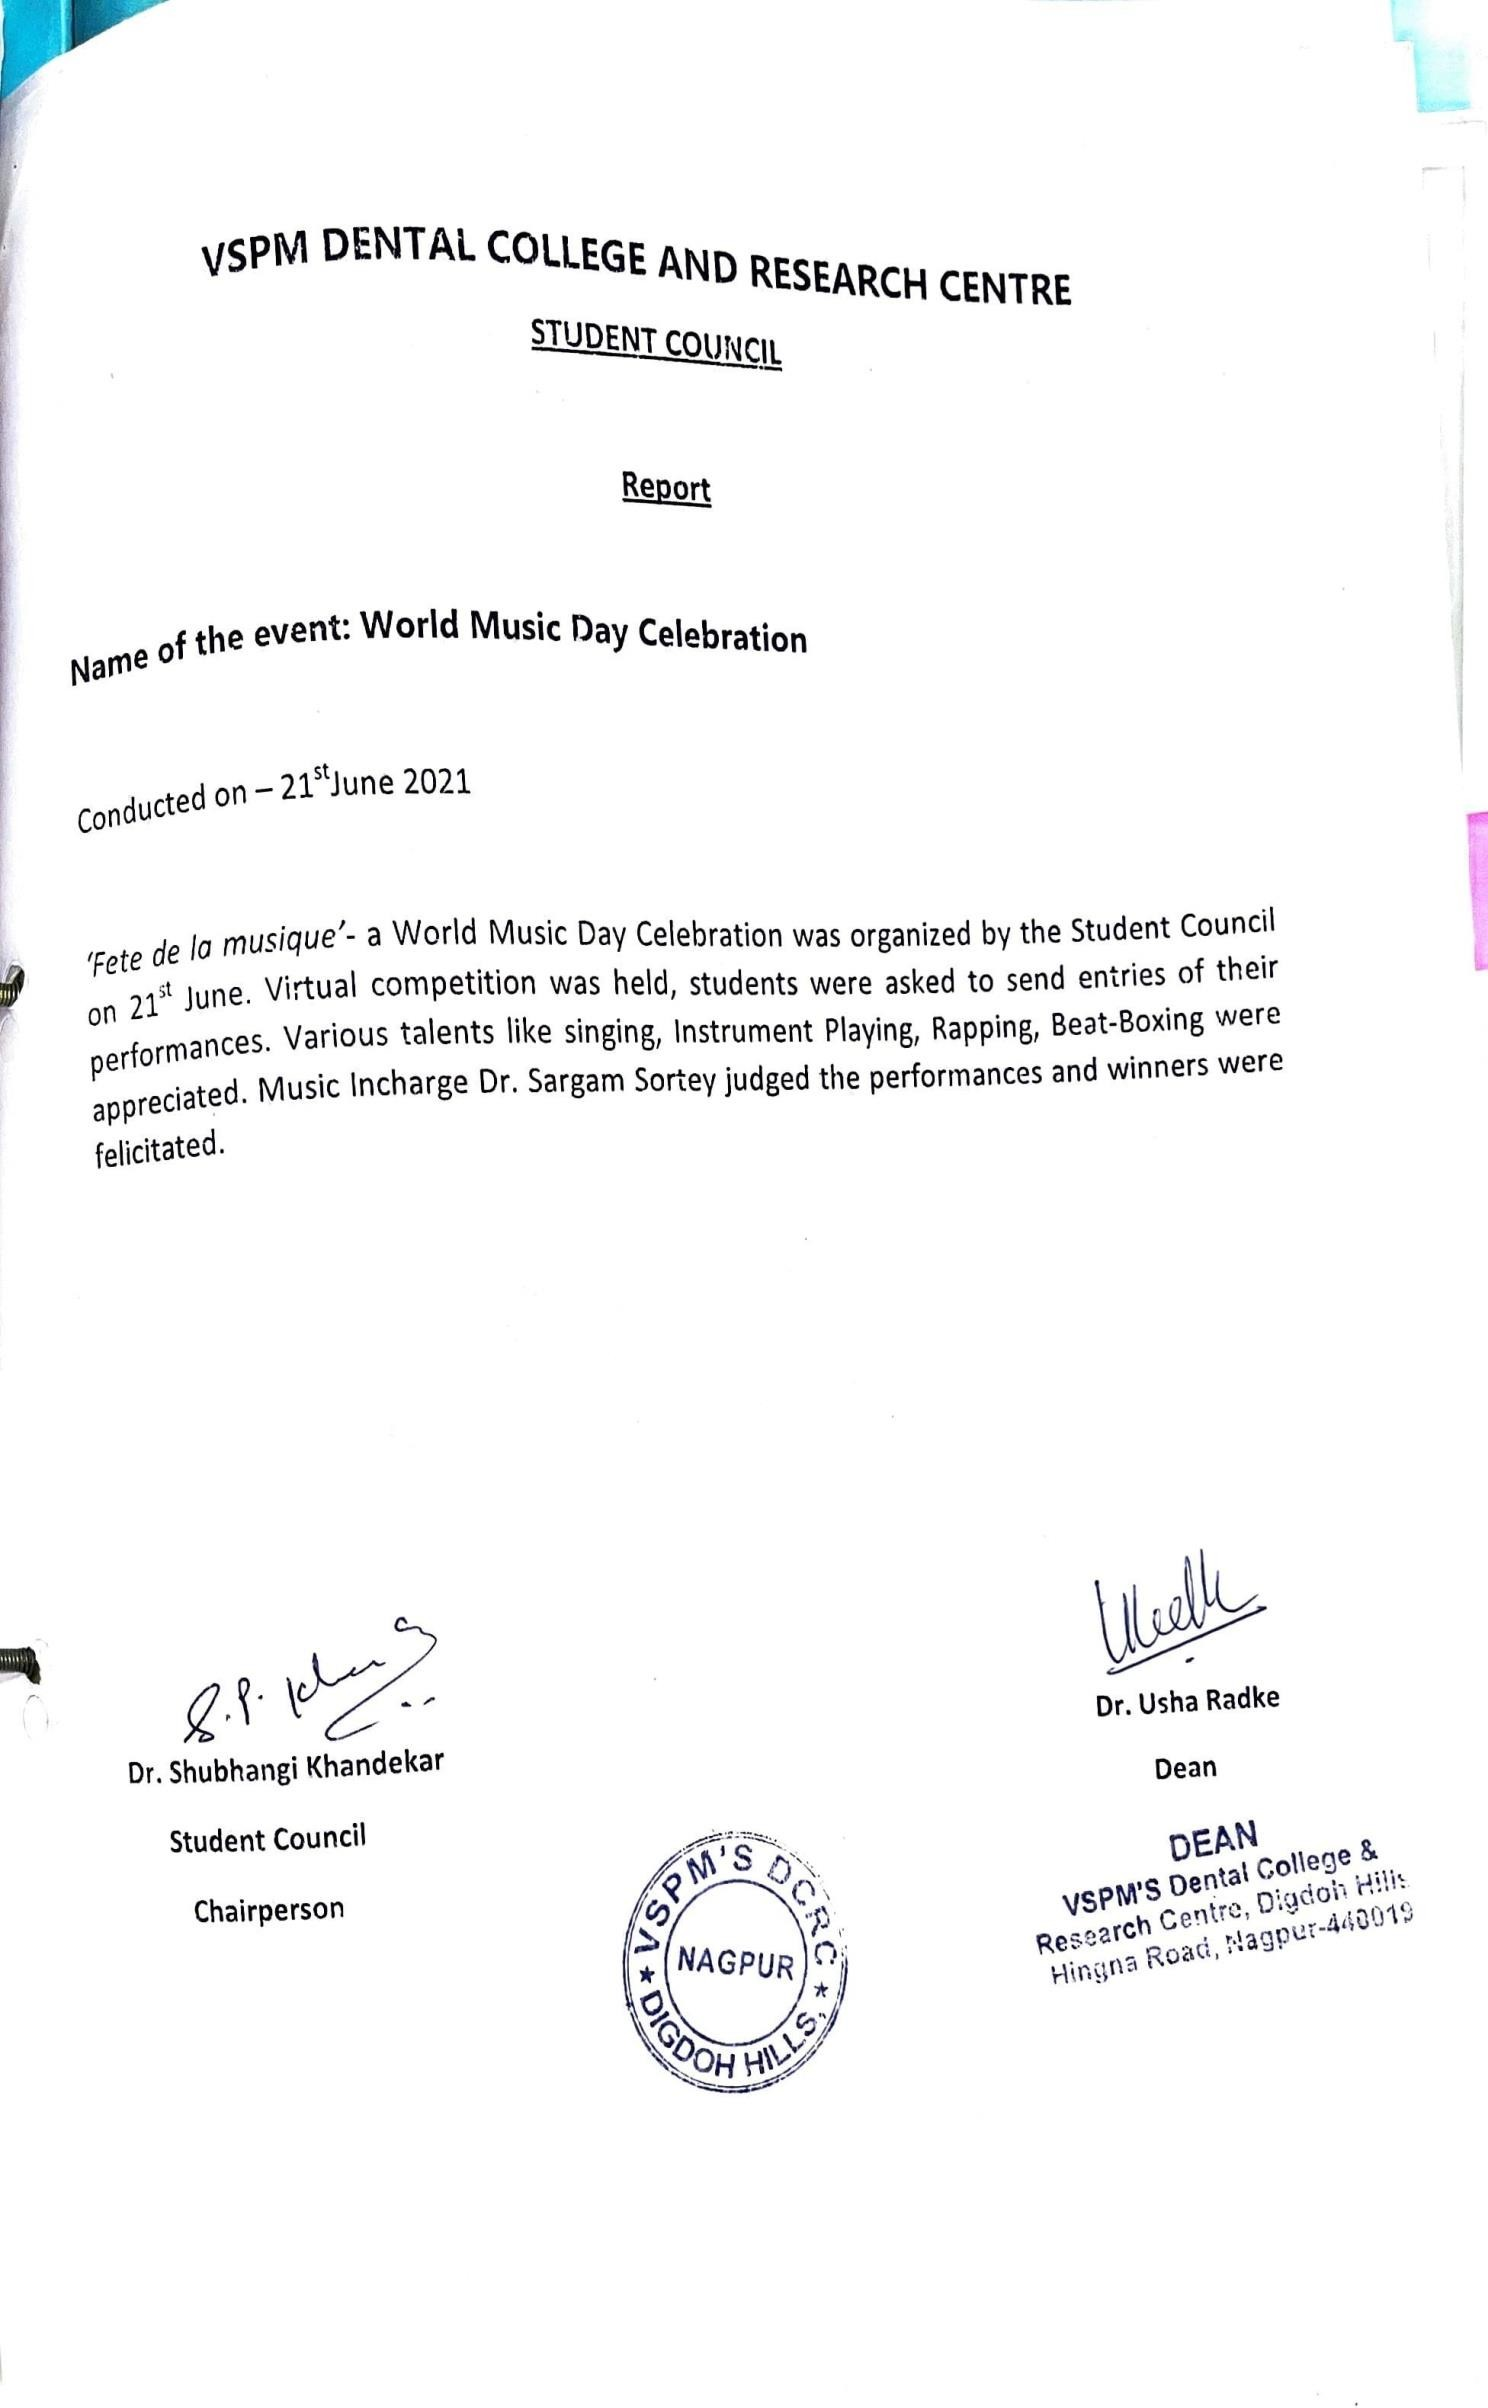 VSPM DENTAL COLLEGE AND RESEARCH CENTRE
STUDENT COUNCIL
Report
Name of the event: World Music Day Celebration
Conducted on – 21st June 2021
‘Fete de la musique’- a World Music Day Celebration was organized by the Student Council
on 21st June. Virtual competition was held, students were asked to send entries of their
performances. Various talents like singing, Instrument Playing, Rapping, Beat-Boxing were
appreciated. Music Incharge Dr. Sargam Sortey judged the performances and winners were
felicitated.
S.P.
Dr. Shubhangi Khandekar
Student Council
Chairperson
Dr. Usha Radke
Dean
DEAN
VSPM'S Dental College &
Research Centre, Digdoh Hills
Hingna Road, Nagpur-440019
VSPM'S DCRC
NAGPUR
★ DIGDOH HILLS, ★